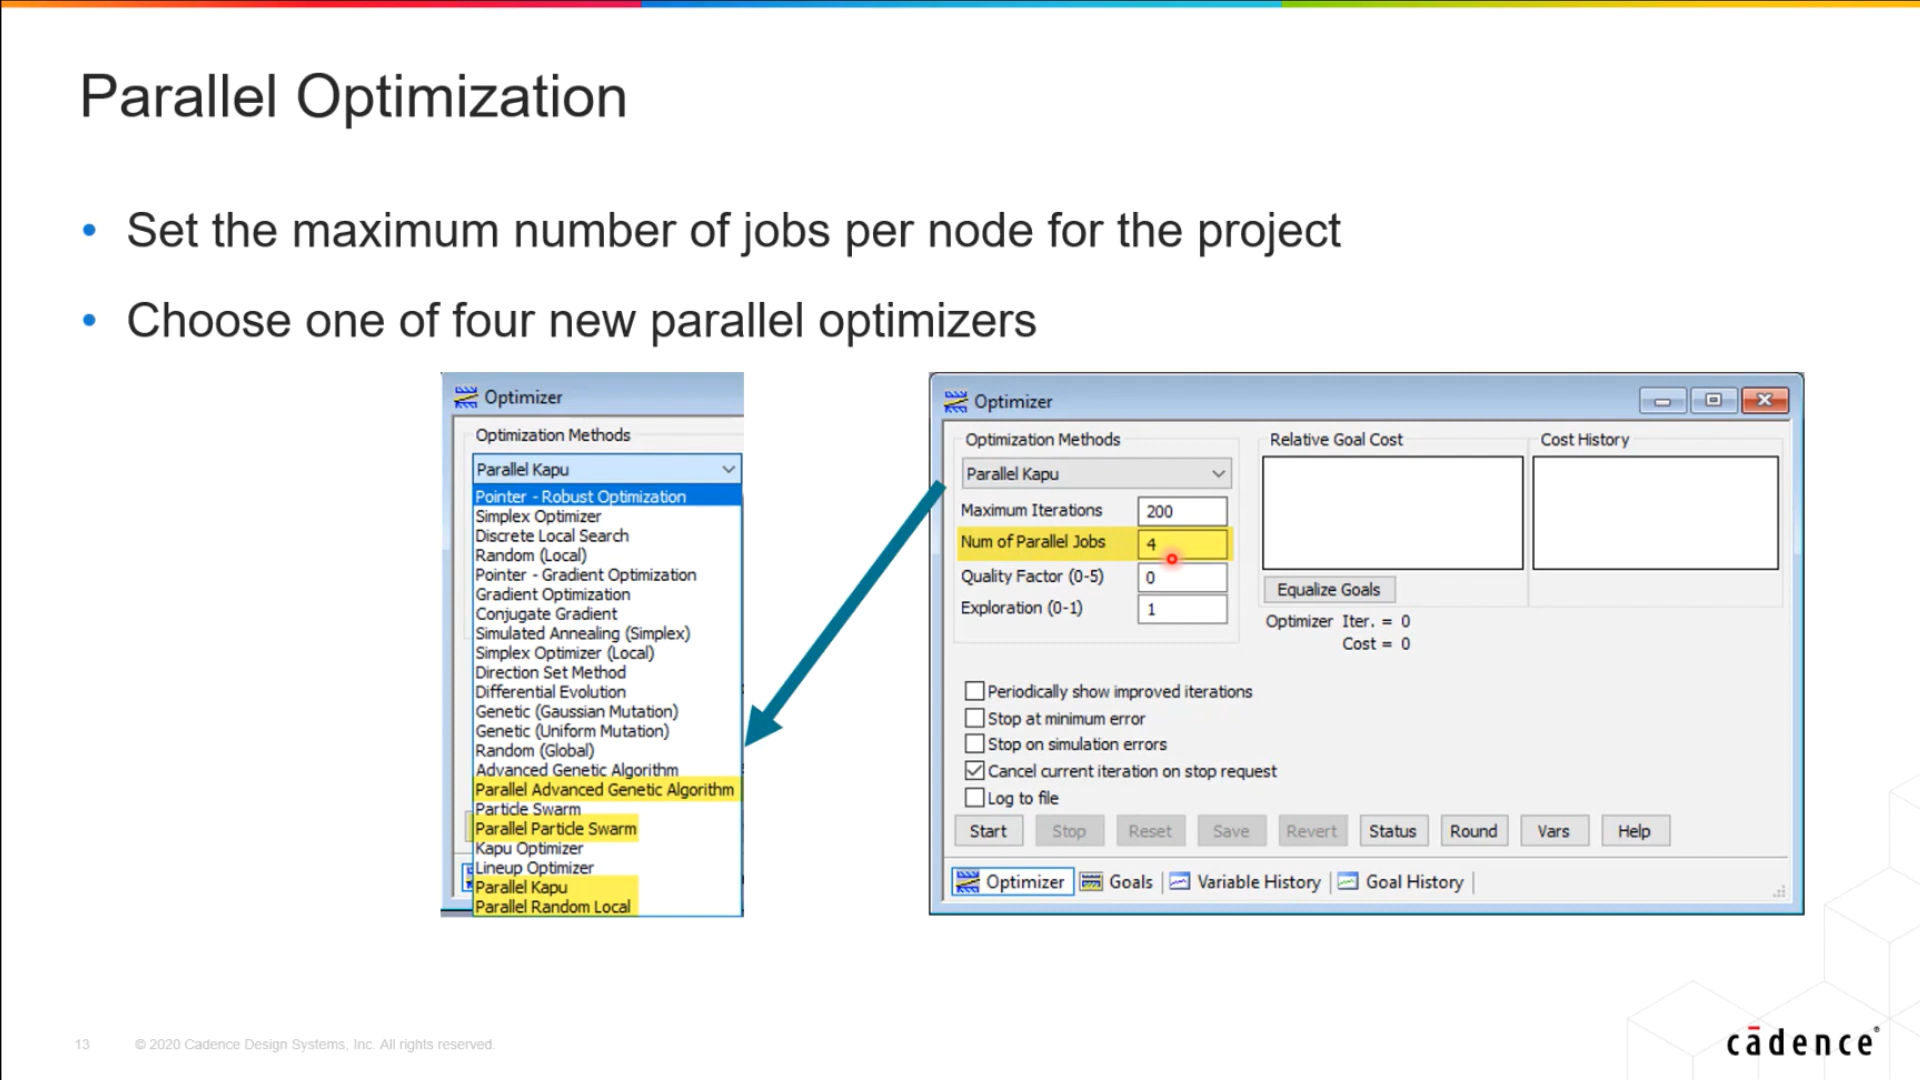 Parallel Optimization
• Set the maximum number of jobs per node for the project
• Choose one of four new parallel optimizers
Optimizer
Optimization Methods
Parallel Kapu
Pointer - Robust Optimization
Simplex Optimizer
Discrete Local Search
Random (Local)
Pointer - Gradient Optimization
Gradient Optimization
Conjugate Gradient
Simulated Annealing (Simplex)
Simplex Optimizer (Local)
Direction Set Method
Differential Evolution
Genetic (Gaussian Mutation)
Genetic (Uniform Mutation)
Random (Global)
Advanced Genetic Algorithm
Parallel Advanced Genetic Algorithm
Particle Swarm
Parallel Particle Swarm
Kapu Optimizer
Lineup Optimizer
Parallel Kapu
Parallel Random Local
Optimizer
Optimization Methods
Parallel Kapu
Maximum Iterations 200
Num of Parallel Jobs 4
Quality Factor (0-5) 0
Exploration (0-1) 1
Relative Goal Cost
Cost History
Equalize Goals
Optimizer Iter. = 0
Cost = 0
Periodically show improved iterations
Stop at minimum error
Stop on simulation errors
Cancel current iteration on stop request
Log to file
Start Stop Reset Save Revert Status Round Vars Help
Optimizer Goals Variable History Goal History
13 © 2020 Cadence Design Systems, Inc. All rights reserved.
cādence®